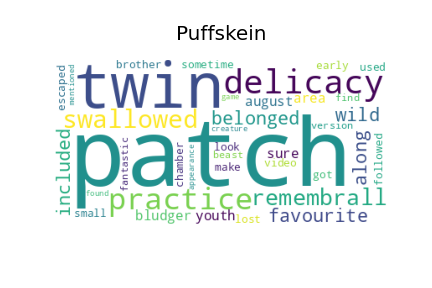 Puffskein
brother sometime early used
escaped mentioned twin delicacy
game august area find
swallowed belonged wild
creature version
patch
included fantastic chamber look sure along followed
beast video
make got
appearance
found practice remembrall
small bludger youth lost favourite